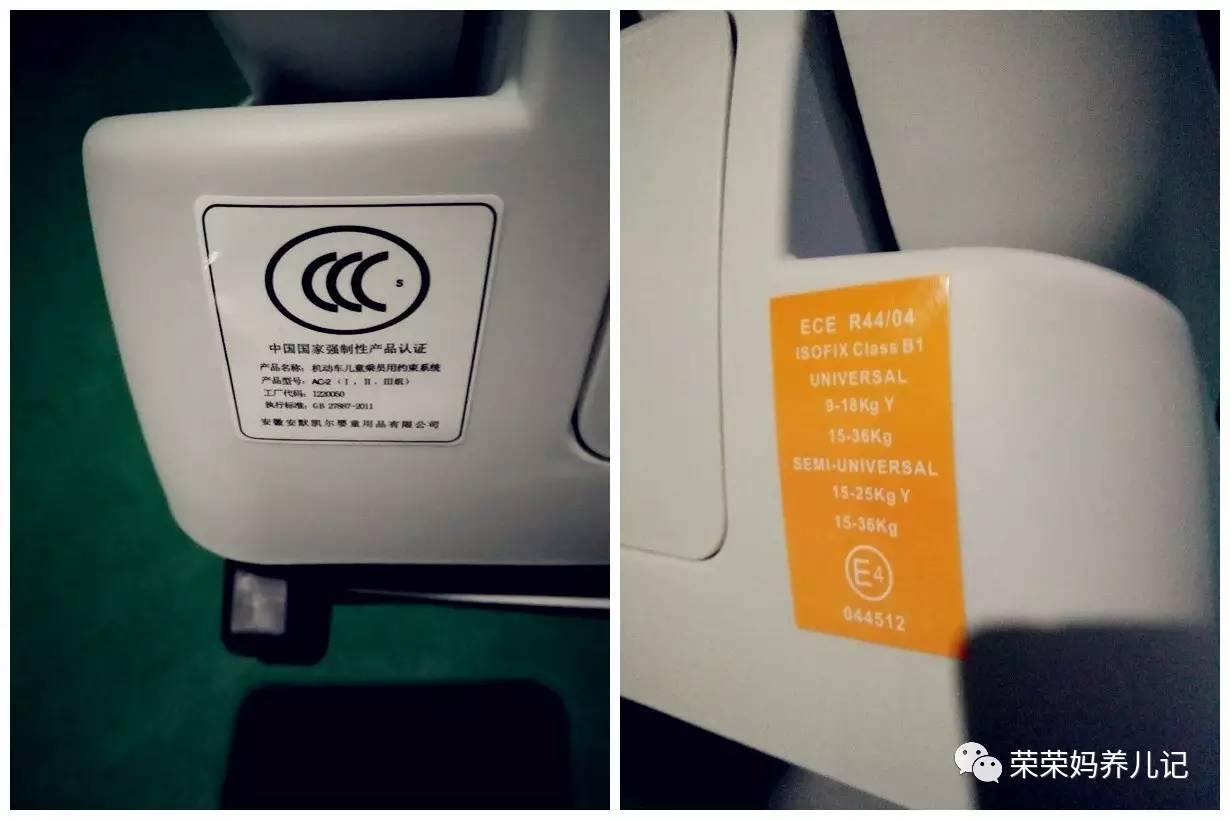 CCC S
中国国家强制性产品认证
产品名称：机动车儿童乘员用约束系统
产品型号：AC-2（Ⅰ，Ⅱ，Ⅲ组）
工厂代码：1220050
执行标准：GB 27887-2011
安徽安默凯尔婴童用品有限公司
ECE R44/04
ISOFIX Class B1
UNIVERSAL
9-18Kg Y
15-36Kg
SEMI-UNIVERSAL
15-25Kg Y
15-36Kg
E4
044512
荣荣妈养儿记